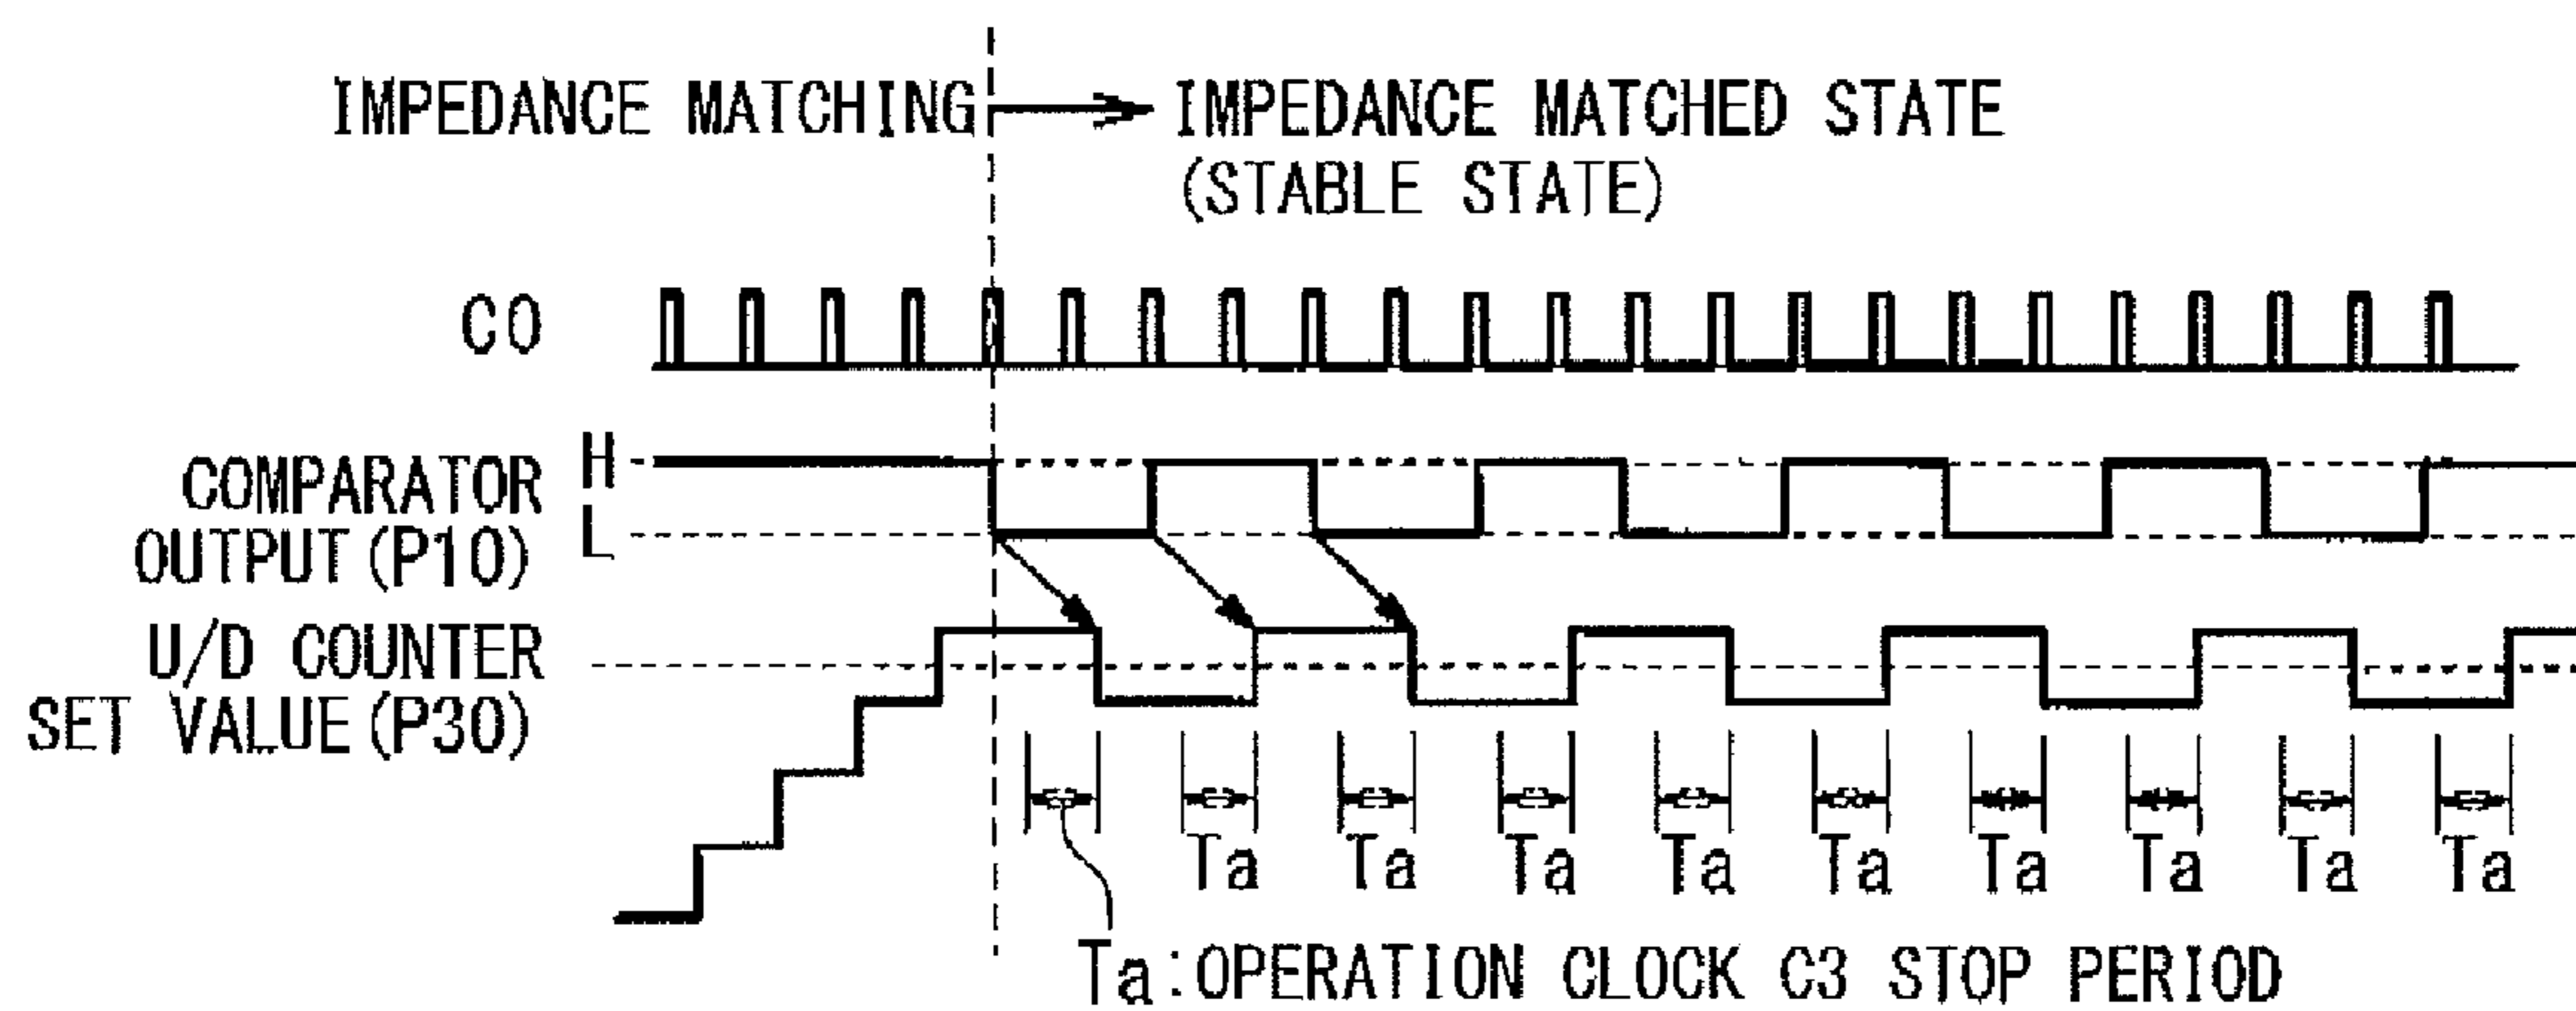 IMPEDANCE MATCHING
IMPEDANCE MATCHED STATE
(STABLE STATE)
C0
COMPARATOR
OUTPUT(P10)
H
L
U/D COUNTER
SET VALUE(P30)
Ta Ta Ta Ta Ta Ta Ta Ta Ta
Ta:OPERATION CLOCK C3 STOP PERIOD